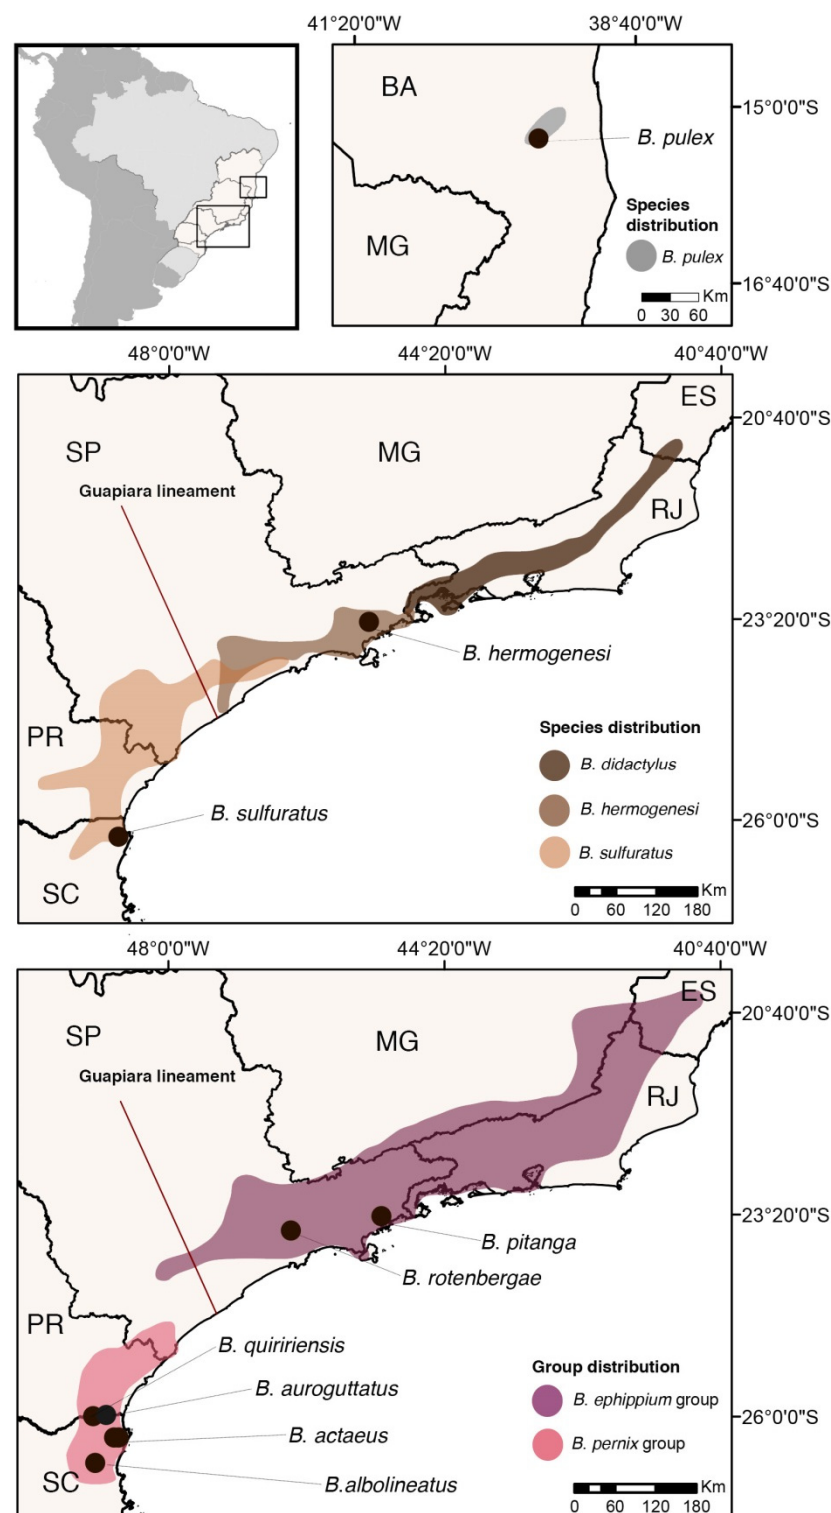 41°20'0"W 38°40'0"W
BA
15°0'0"S
B. pulex
MG
Species
distribution
B. pulex
16°40'0"S
Km
0 30 60
48°0'0"W 44°20'0"W 40°40'0"W
ES
20°40'0"S
SP MG
Guapiara lineament
RJ
23°20'0"S
B. hermogenesi
PR
Species distribution
B. didactylus
B. hermogenesi
B. sulfuratus
26°0'0"S
B. sulfuratus
SC
Km
0 60 120 180
48°0'0"W 44°20'0"W 40°40'0"W
ES
20°40'0"S
SP MG
Guapiara lineament
RJ
23°20'0"S
B. pitanga
B. rotenbergae
PR
B. quiririensis
Group distribution
B. auroguttatus
B. ephippium group
26°0'0"S
B. actaeus
B. pernix group
SC
B.albolineatus
Km
0 60 120 180